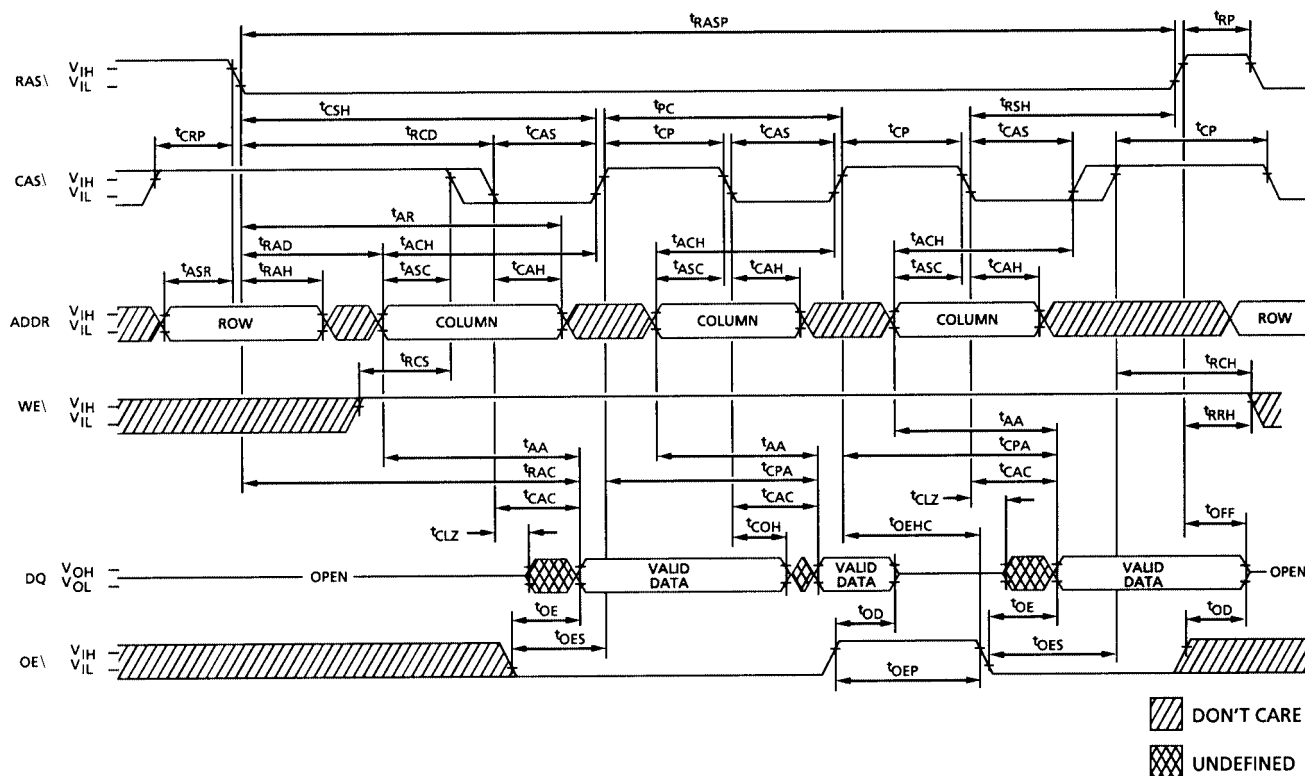 tRASP tRP
RAS\ VIH VIL
tCSH tPC tRSH
tCRP tRCD tCAS tCP tCAS tCP tCAS tCP
CAS\ VIH VIL
tAR
tRAD tACH tACH tACH
tASR tRAH tASC tCAH tASC tCAH tASC tCAH
ADDR VIH VIL ROW COLUMN COLUMN COLUMN ROW
tRCS tRCH
WE\ VIH VIL
tRRH
tAA tAA tAA
tRAC tCPA tCPA
tCAC tCAC tCAC
tCLZ tCOH tOEHC tCLZ tOFF
DQ VOH VOL OPEN VALID DATA VALID DATA VALID DATA OPEN
tOE tOD tOE tOD
tOES tOES
OE\ VIH VIL
tOEP
DON'T CARE
UNDEFINED